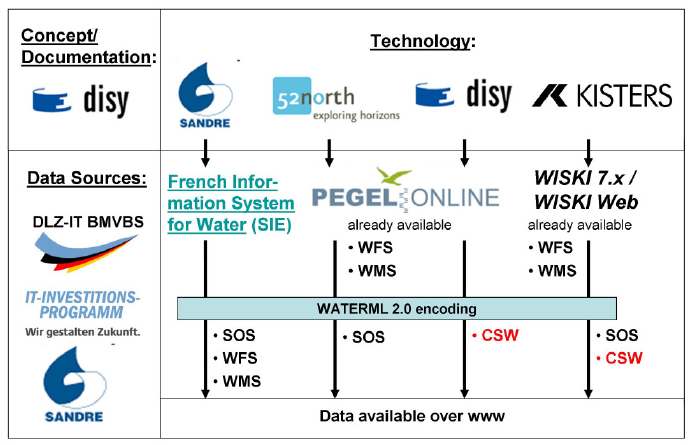 Concept/
Documentation:
disy
Technology:
SANDRE
52north
exploring horizons
disy
KISTERS
Data Sources:
DLZ-IT BMVBS
IT-INVESTITIONS-
PROGRAMM
Wir gestalten Zukunft.
SANDRE
French Infor-
mation System
for Water (SIE)
PEGEL ONLINE
already available
• WFS
• WMS
WISKI 7.x /
WISKI Web
already available
• WFS
• WMS
WATERML 2.0 encoding
• SOS
• WFS
• WMS
• SOS
• CSW
• SOS
• CSW
Data available over www